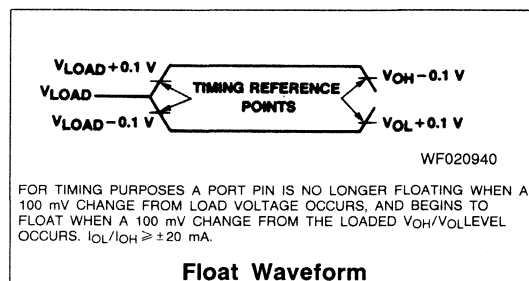 VLOAD+0.1 V
VOH−0.1 V
VLOAD
TIMING REFERENCE
POINTS
VLOAD−0.1 V
VOL+0.1 V
WF020940
FOR TIMING PURPOSES A PORT PIN IS NO LONGER FLOATING WHEN A
100 mV CHANGE FROM LOAD VOLTAGE OCCURS, AND BEGINS TO
FLOAT WHEN A 100 mV CHANGE FROM THE LOADED VOH/VOLLEVEL
OCCURS. IOL/IOH ⩾ ±20 mA.
Float Waveform